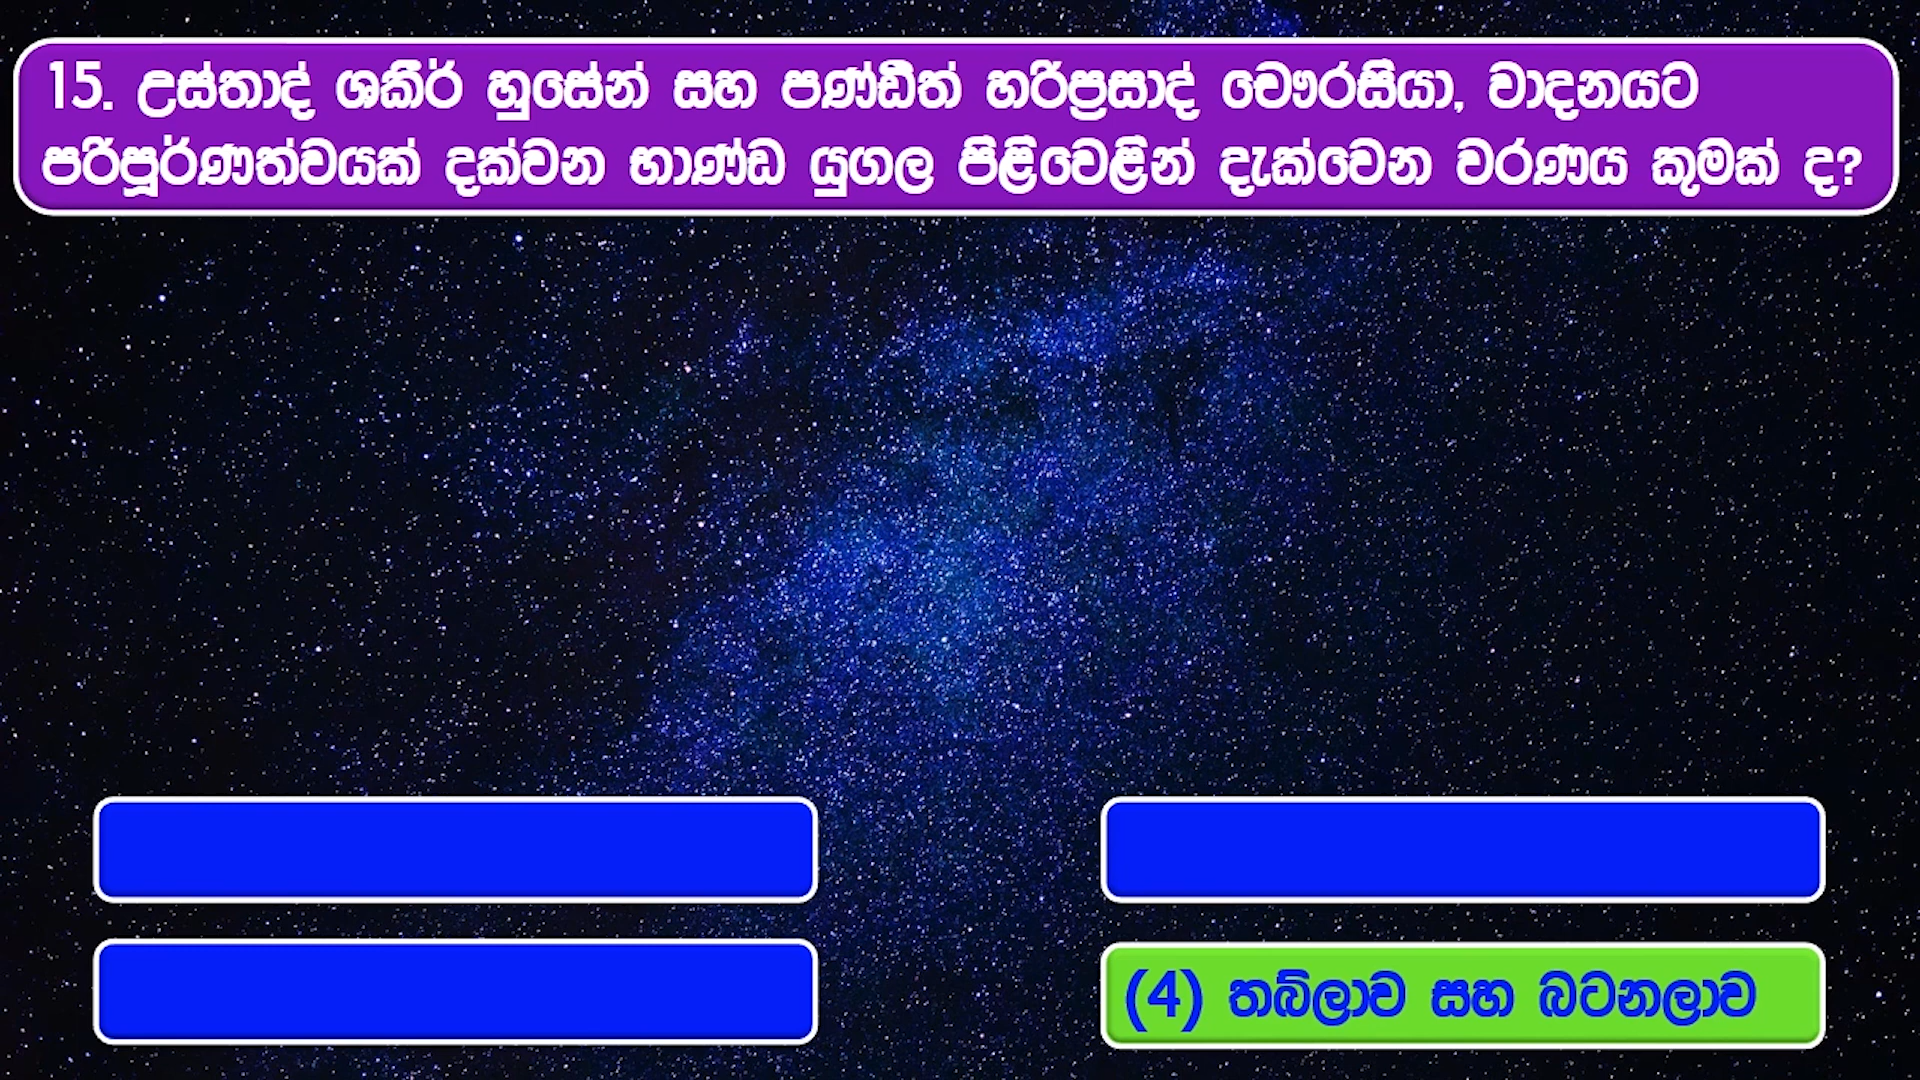 15. උස්තාද් ශකීර් හුසේන් සහ පණ්ඩිත් හරිප්‍රසාද් චෞරසියා, වාදනයට
පරිපූර්ණත්වයක් දක්වන භාණ්ඩ යුගල පිළිවෙළින් දැක්වෙන වරණය කුමක් ද?
(4) තබ්ලාව සහ බටනලාව